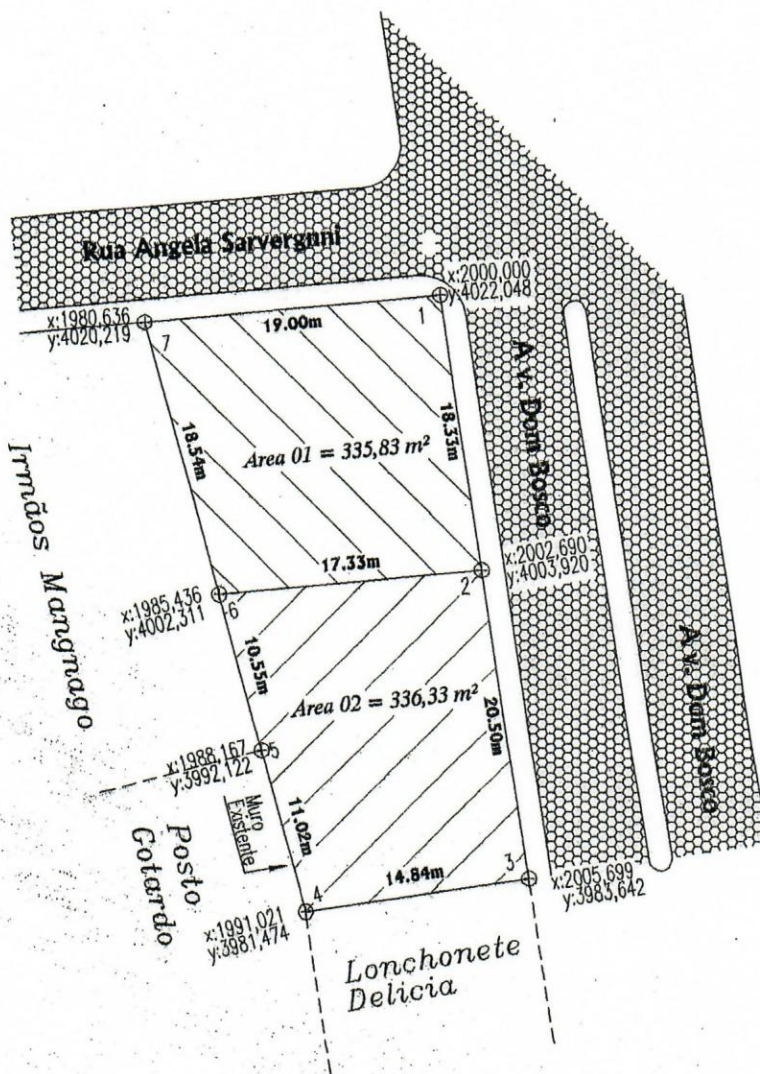 Rua Angela Sarverguni
x:2000,000
y:4022,048
x:1980,636
y:4020,219
7
19.00m
1
Av. Dom Bosco
18.33m
18.54m
Area 01 = 335,83 m²
Irmãos Mangnago
17.33m
2
x:2002,690
y:4003,920
x:1985,436
y:4002,311
6
10.55m
Area 02 = 336,33 m²
20.50m
Av. Dom Bosco
x:1988,167
y:3992,122
5
Muro
Existente
11.02m
Posto
Gotardo
14.84m
3
x:2005,699
y:3983,642
4
x:1991,021
y:3981,474
Lonchonete
Delicia